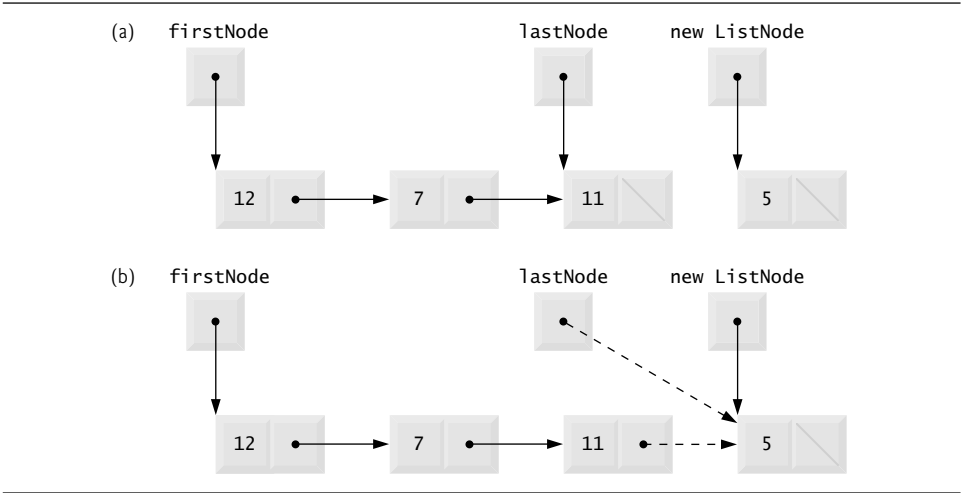 (a) firstNode lastNode new ListNode
12 7 11 5
(b) firstNode lastNode new ListNode
12 7 11 5